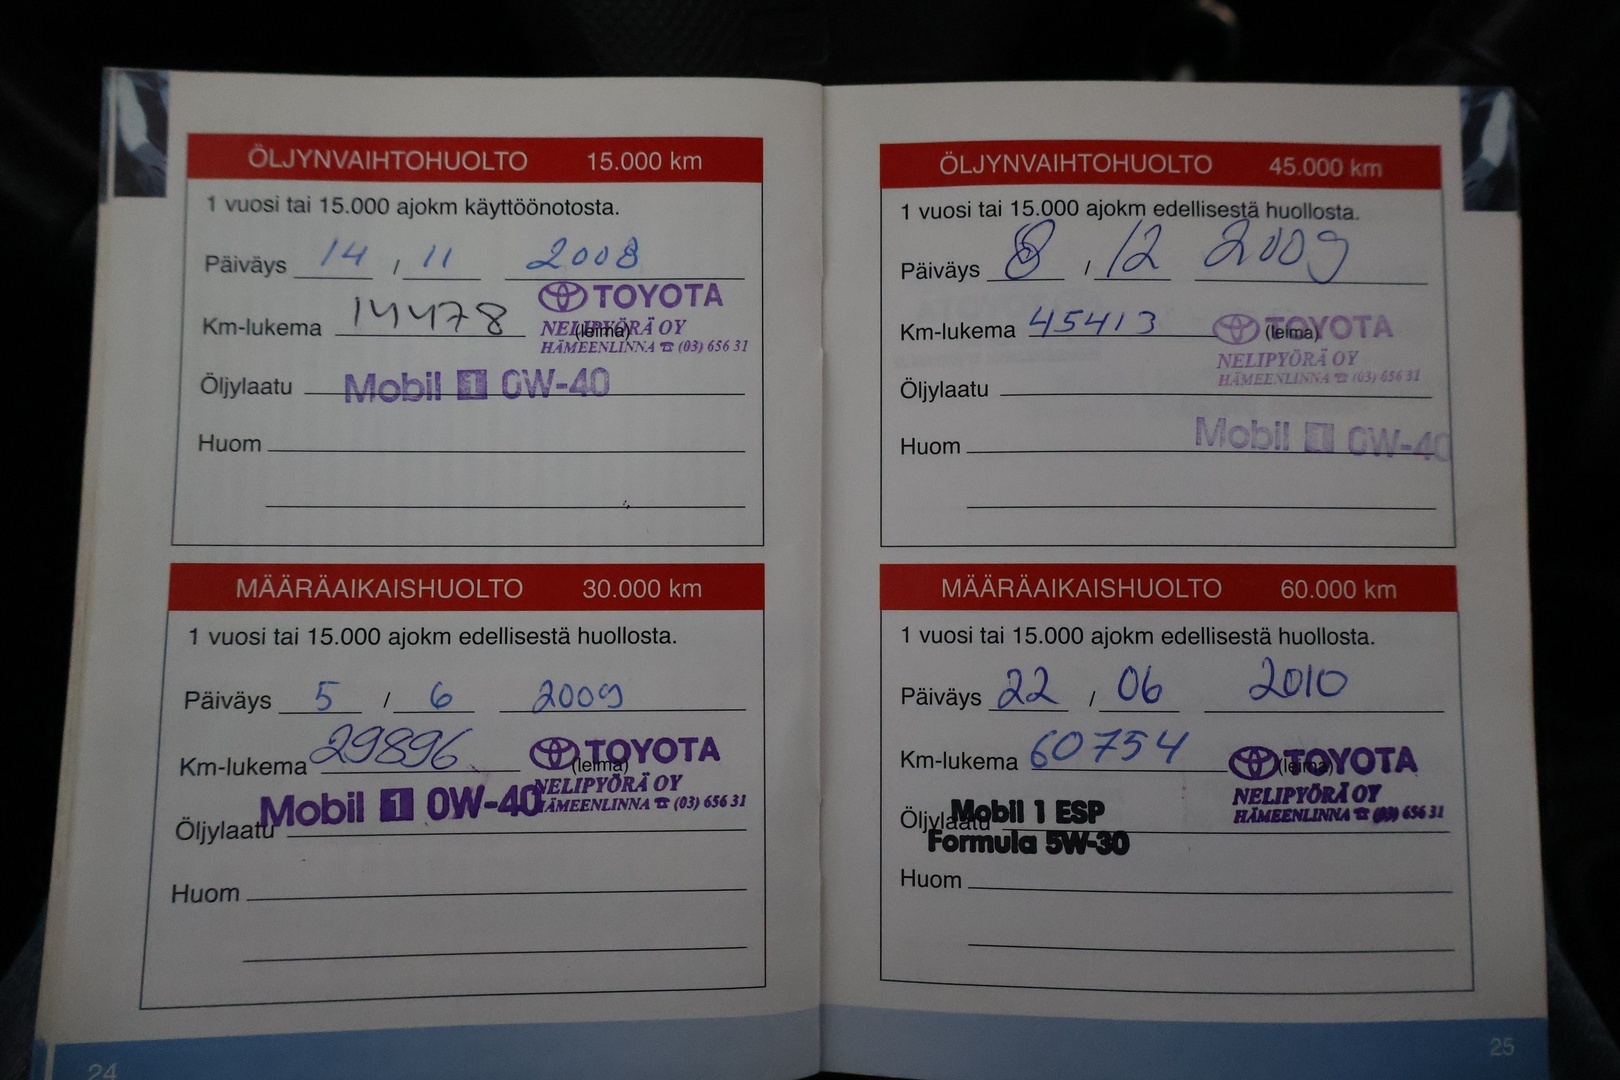 ÖLJYNVAIHTOHUOLTO 15.000 km
1 vuosi tai 15.000 ajokm käyttöönotosta.
Päiväys 14 / 11 2008
Km-lukema 14478 (leima)
TOYOTA
NELIPYÖRÄ OY
HÄMEENLINNA ☎ (03) 656 31
Öljylaatu Mobil 1 0W-40
Huom
MÄÄRÄAIKAISHUOLTO 30.000 km
1 vuosi tai 15.000 ajokm edellisestä huollosta.
Päiväys 5 / 6 2009
Km-lukema 29896 (leima)
TOYOTA
NELIPYÖRÄ OY
HÄMEENLINNA ☎ (03) 656 31
Öljylaatu Mobil 1 0W-40
Huom
24
ÖLJYNVAIHTOHUOLTO 45.000 km
1 vuosi tai 15.000 ajokm edellisestä huollosta.
Päiväys 8 / 12 2009
Km-lukema 45413 (leima)
TOYOTA
NELIPYÖRÄ OY
HÄMEENLINNA ☎ (03) 656 31
Öljylaatu
Mobil 1 0W-40
Huom
MÄÄRÄAIKAISHUOLTO 60.000 km
1 vuosi tai 15.000 ajokm edellisestä huollosta.
Päiväys 22 / 06 2010
Km-lukema 60754 (leima)
TOYOTA
NELIPYÖRÄ OY
HÄMEENLINNA ☎ (03) 656 31
Öljylaatu Mobil 1 ESP
Formula 5W-30
Huom
25